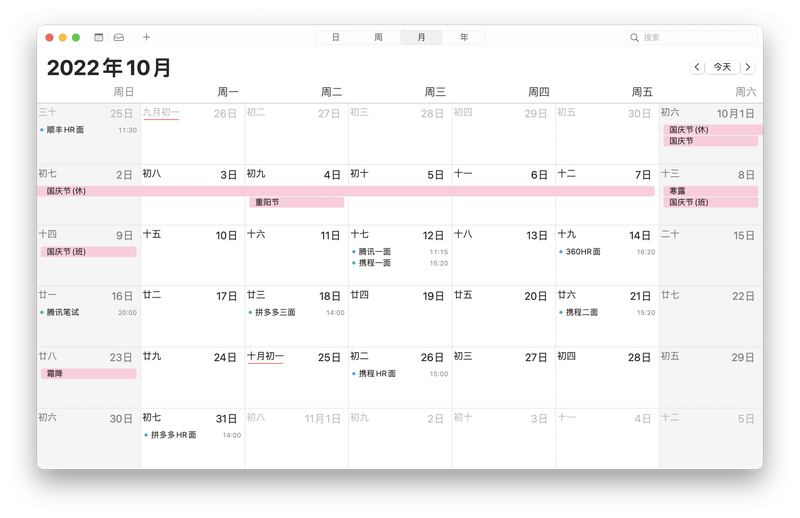 日 周 月 年 搜索
2022年10月
今天
周日 周一 周二 周三 周四 周五 周六
三十 25日 九月初一 26日 初二 27日 初三 28日 初四 29日 初五 30日 初六 10月1日
顺丰HR面 11:30 国庆节(休)
国庆节
初七 2日 初八 3日 初九 4日 初十 5日 十一 6日 十二 7日 十三 8日
国庆节(休) 寒露
重阳节 国庆节(班)
十四 9日 十五 10日 十六 11日 十七 12日 十八 13日 十九 14日 二十 15日
国庆节(班) 腾讯一面 11:15 360HR面 16:20
携程一面 15:20
廿一 16日 廿二 17日 廿三 18日 廿四 19日 廿五 20日 廿六 21日 廿七 22日
腾讯笔试 20:00 拼多多三面 14:00 携程二面 15:20
廿八 23日 廿九 24日 十月初一 25日 初二 26日 初三 27日 初四 28日 初五 29日
霜降 携程HR面 15:00
初六 30日 初七 31日 初八 11月1日 初九 2日 初十 3日 十一 4日 十二 5日
拼多多HR面 14:00